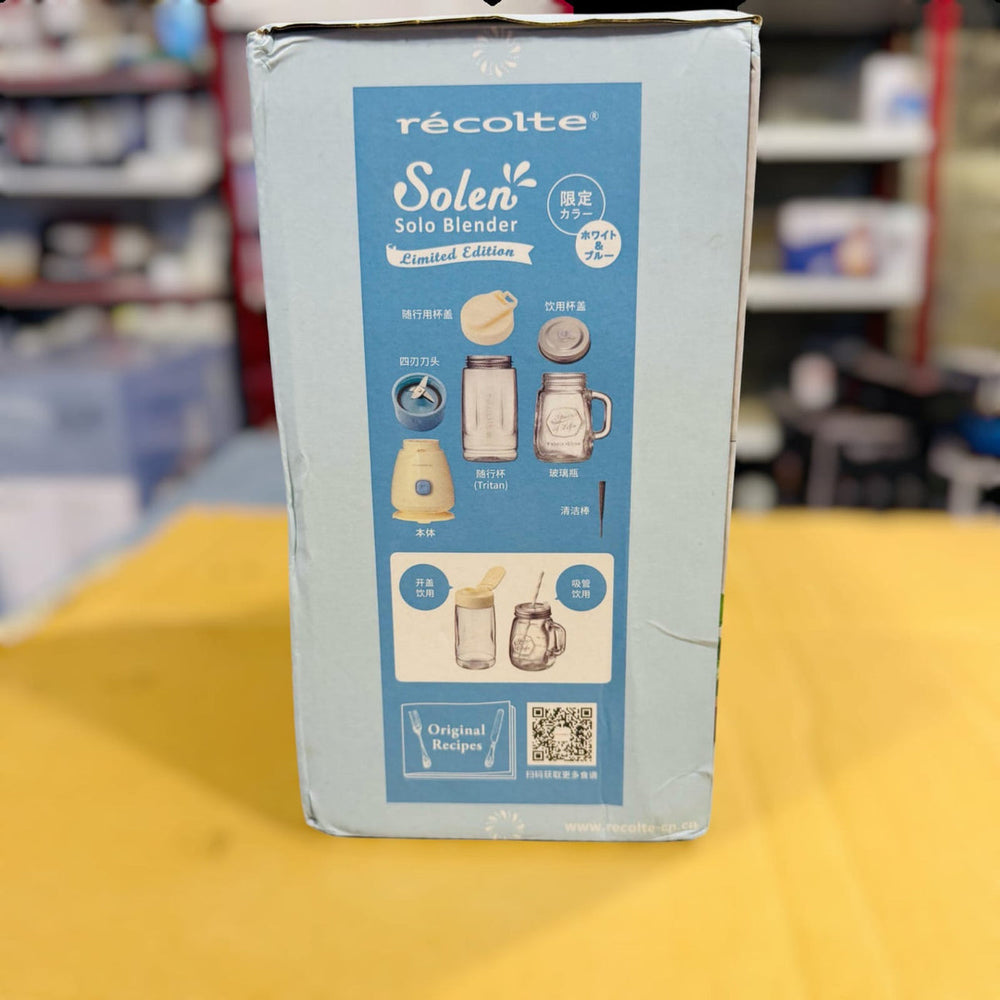 récolte®
Solen
Solo Blender
Limited Edition
限定
カラー
ホワイト
&
ブルー
随行用杯盖
饮用杯盖
四刃刀头
随行杯
(Tritan)
玻璃瓶
清洁棒
本体
开盖
饮用
吸管
饮用
Original
Recipes
扫码获取更多食谱
www.recolte-cn.cn